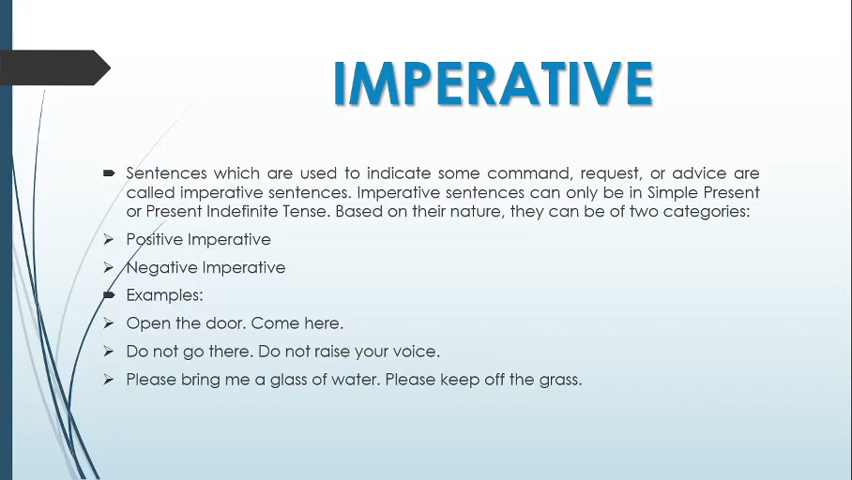 IMPERATIVE
Sentences which are used to indicate some command, request, or advice are
called imperative sentences. Imperative sentences can only be in Simple Present
or Present Indefinite Tense. Based on their nature, they can be of two categories:
Positive Imperative
Negative Imperative
Examples:
Open the door. Come here.
Do not go there. Do not raise your voice.
Please bring me a glass of water. Please keep off the grass.